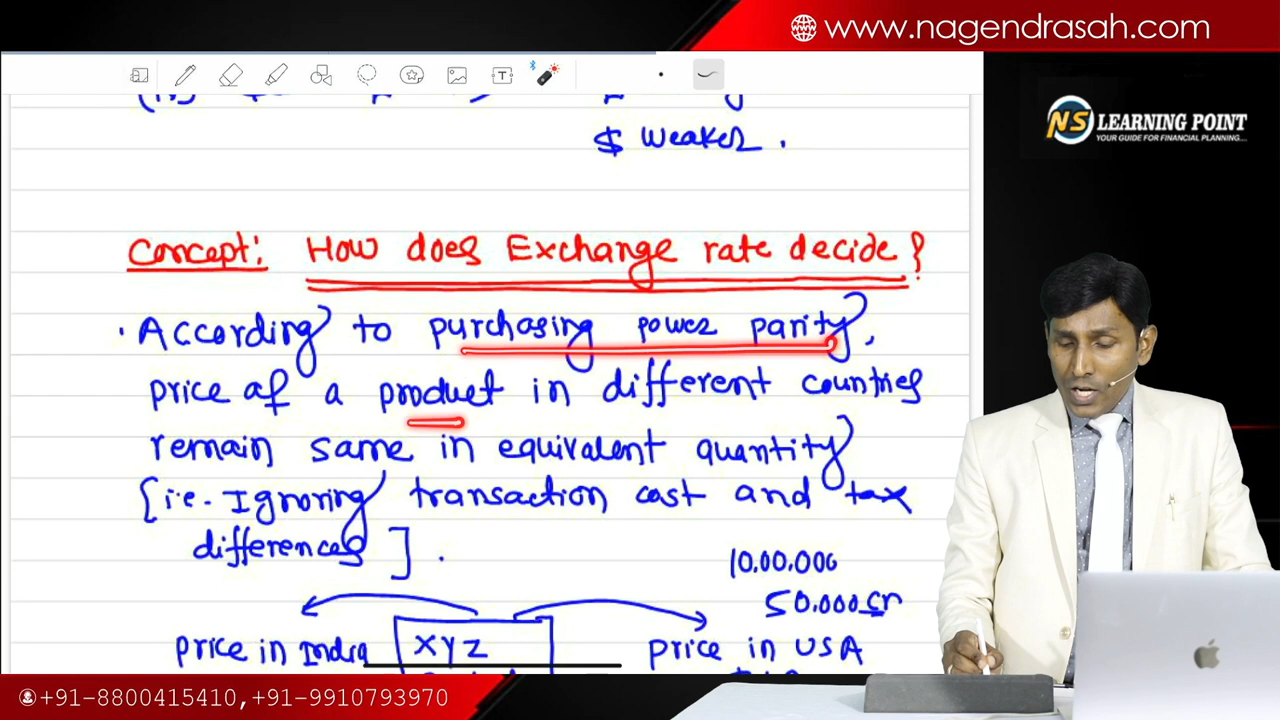 www.nagendrasah.com
NS LEARNING POINT
YOUR GUIDE FOR FINANCIAL PLANNING...
$ weaker.
Concept: How does Exchange rate decide?
· According to purchasing power parity,
price of a product in different countries
remain same in equivalent quantity
[i.e. Ignoring transaction cost and tax
differences].
10,00,000
50,000 cr
price in India XYZ price in USA
+91-8800415410,+91-9910793970